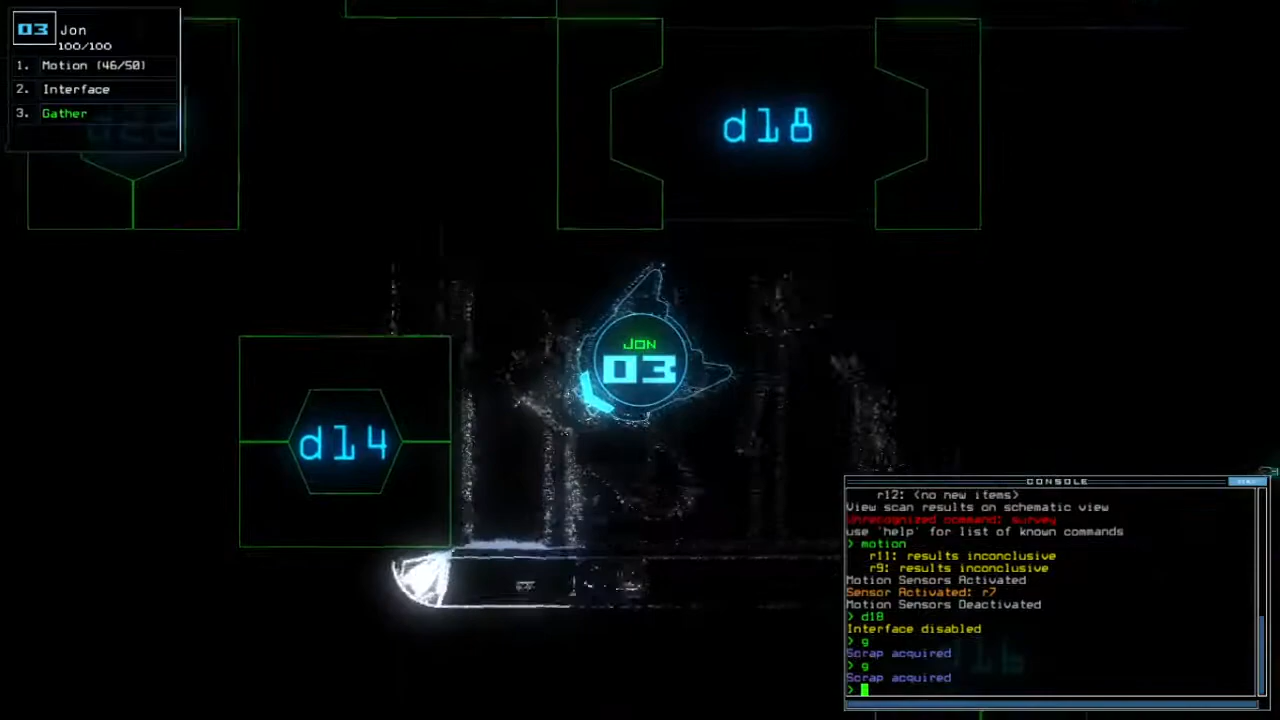 03 Jon
100/100
1. Motion (46/50)
2. Interface
3. Gather
d18
JON
03
d14
CONSOLE
r12: (no new items)
View scan results on schematic view
Unrecognized command: survey
use 'help' for list of known commands
> motion
r11: results inconclusive
r9: results inconclusive
Motion Sensors Activated
Sensor Activated: r7
Motion Sensors Deactivated
> d18
Interface disabled
> g
Scrap acquired
> g
Scrap acquired
>